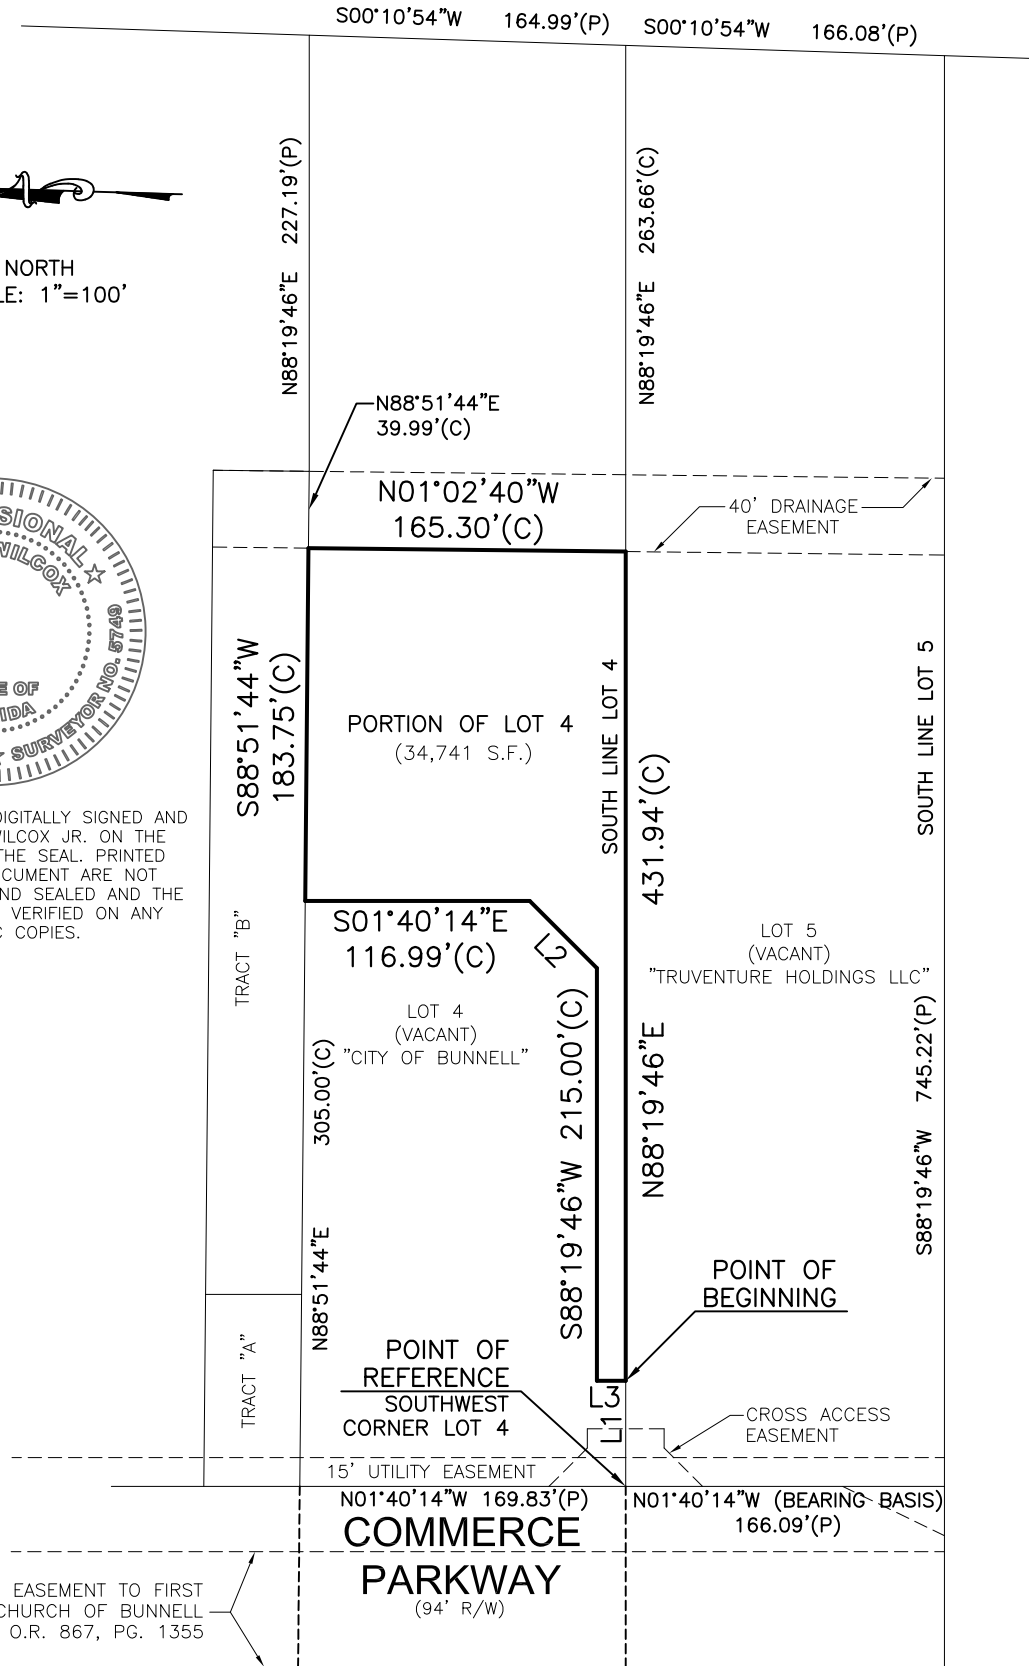 S00°10'54"W 164.99'(P) S00°10'54"W 166.08'(P)
N88°19'46"E 227.19'(P)
N88°19'46"E 263.66'(C)
NORTH
LE: 1"=100'
N88°51'44"E
39.99'(C)
N01°02'40"W
165.30'(C)
40' DRAINAGE
EASEMENT
SIONAL
WILCOX
E OF
IDA
SURVEYOR NO. 5749
S88°51'44"W
183.75'(C)
PORTION OF LOT 4
(34,741 S.F.)
SOUTH LINE LOT 4
431.94'(C)
N88°19'46"E
SOUTH LINE LOT 5
S88°19'46"W 745.22'(P)
DIGITALLY SIGNED AND
WILCOX JR. ON THE
THE SEAL. PRINTED
CUMENT ARE NOT
ND SEALED AND THE
VERIFIED ON ANY
C COPIES.
S01°40'14"E
116.99'(C)
L2
TRACT "B"
LOT 4
(VACANT)
"CITY OF BUNNELL"
LOT 5
(VACANT)
"TRUVENTURE HOLDINGS LLC"
N88°51'44"E 305.00'(C)
S88°19'46"W 215.00'(C)
POINT OF
BEGINNING
TRACT "A"
POINT OF
REFERENCE
SOUTHWEST
CORNER LOT 4
L3
L1
CROSS ACCESS
EASEMENT
15' UTILITY EASEMENT
N01°40'14"W 169.83'(P)
N01°40'14"W (BEARING BASIS)
166.09'(P)
COMMERCE
PARKWAY
(94' R/W)
EASEMENT TO FIRST
CHURCH OF BUNNELL
O.R. 867, PG. 1355